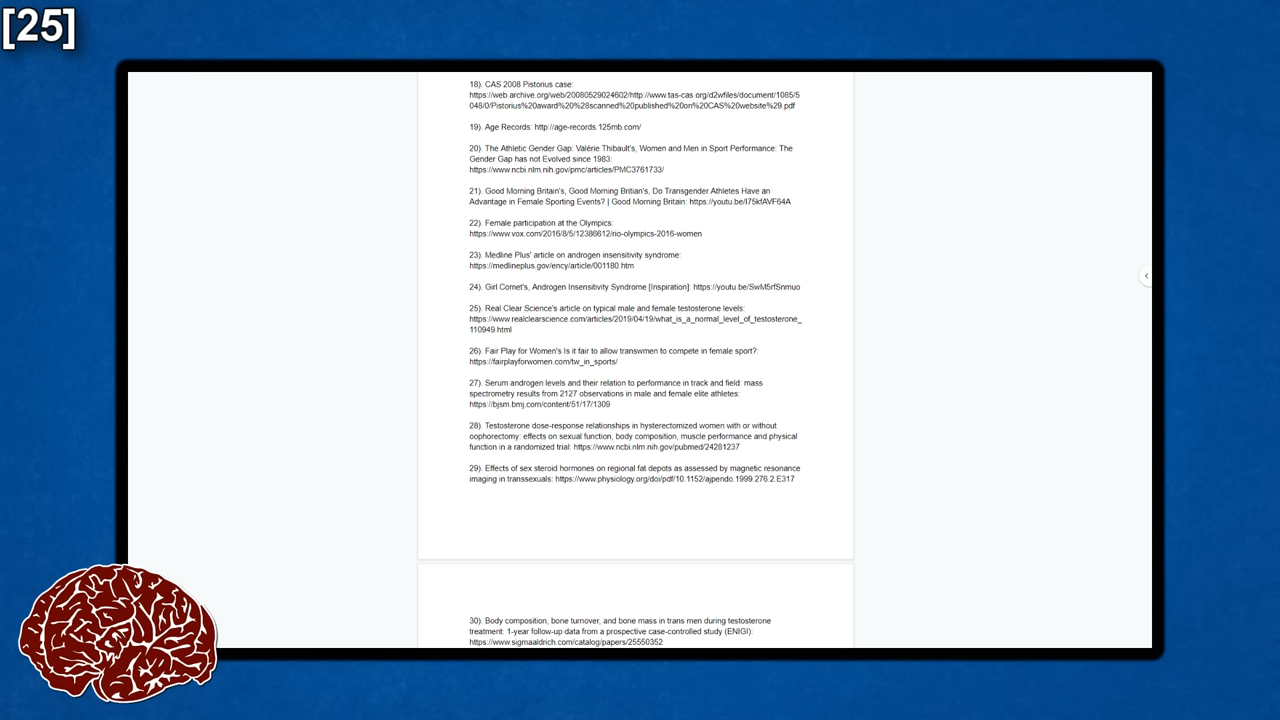 [25]
18). CAS 2008 Pistorius case:
https://web.archive.org/web/20080529024602/http://www.tas-cas.org/d2wfiles/document/1085/5
048/0/Pistorius%20award%20%28scanned%20published%20on%20CAS%20website%29.pdf
19). Age Records: http://age-records.125mb.com/
20). The Athletic Gender Gap: Valérie Thibault's, Women and Men in Sport Performance: The
Gender Gap has not Evolved since 1983:
https://www.ncbi.nlm.nih.gov/pmc/articles/PMC3761733/
21). Good Morning Britain's, Good Morning Britian's, Do Transgender Athletes Have an
Advantage in Female Sporting Events? | Good Morning Britain: https://youtu.be/I75kfAVF64A
22). Female participation at the Olympics:
https://www.vox.com/2016/8/5/12386612/rio-olympics-2016-women
23). Medline Plus' article on androgen insensitivity syndrome:
https://medlineplus.gov/ency/article/001180.htm
24). Girl Comet's, Androgen Insensitivity Syndrome [Inspiration]: https://youtu.be/SwM5rfSnmuo
25). Real Clear Science's article on typical male and female testosterone levels:
https://www.realclearscience.com/articles/2019/04/19/what_is_a_normal_level_of_testosterone_
110949.html
26). Fair Play for Women's Is it fair to allow transwmen to compete in female sport?:
https://fairplayforwomen.com/tw_in_sports/
27). Serum androgen levels and their relation to performance in track and field: mass
spectrometry results from 2127 observations in male and female elite athletes:
https://bjsm.bmj.com/content/51/17/1309
28). Testosterone dose-response relationships in hysterectomized women with or without
oophorectomy: effects on sexual function, body composition, muscle performance and physical
function in a randomized trial: https://www.ncbi.nlm.nih.gov/pubmed/24281237
29). Effects of sex steroid hormones on regional fat depots as assessed by magnetic resonance
imaging in transsexuals: https://www.physiology.org/doi/pdf/10.1152/ajpendo.1999.276.2.E317
30). Body composition, bone turnover, and bone mass in trans men during testosterone
treatment: 1-year follow-up data from a prospective case-controlled study (ENIGI):
https://www.sigmaaldrich.com/catalog/papers/25550352